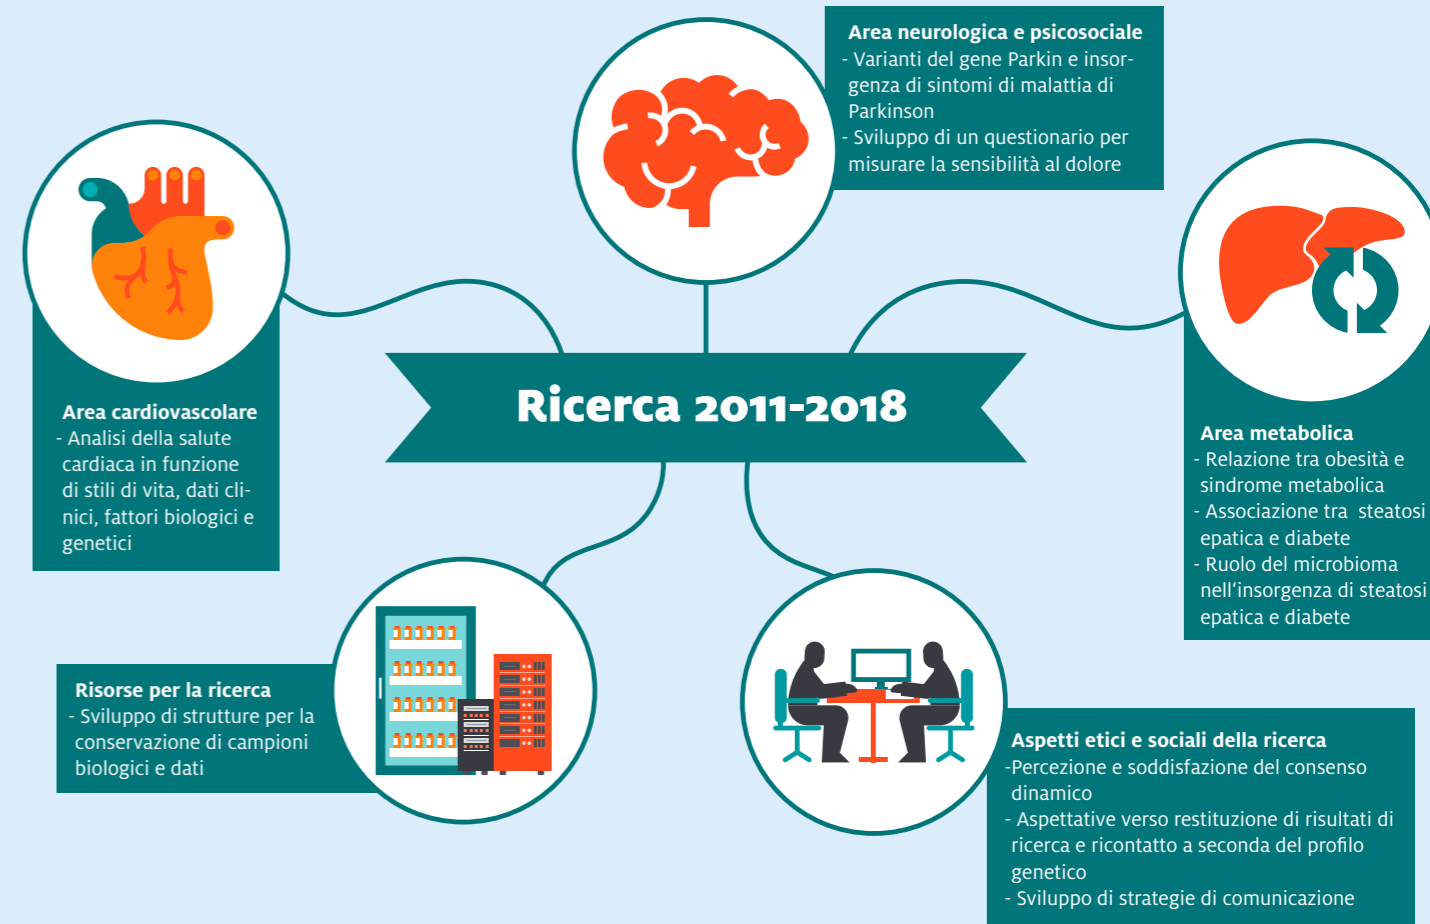 Area neurologica e psicosociale
- Varianti del gene Parkin e insor-
genza di sintomi di malattia di
Parkinson
- Sviluppo di un questionario per
misurare la sensibilità al dolore
Area cardiovascolare
- Analisi della salute
cardiaca in funzione
di stili di vita, dati cli-
nici, fattori biologici e
genetici
Ricerca 2011-2018
Area metabolica
- Relazione tra obesità e
sindrome metabolica
- Associazione tra  steatosi
epatica e diabete
- Ruolo del microbioma
nell‘insorgenza di steatosi
epatica e diabete
Risorse per la ricerca
- Sviluppo di strutture per la
conservazione di campioni
biologici e dati
Aspetti etici e sociali della ricerca
-Percezione e soddisfazione del consenso
dinamico
- Aspettative verso restituzione di risultati di
ricerca e ricontatto a seconda del profilo
genetico
- Sviluppo di strategie di comunicazione